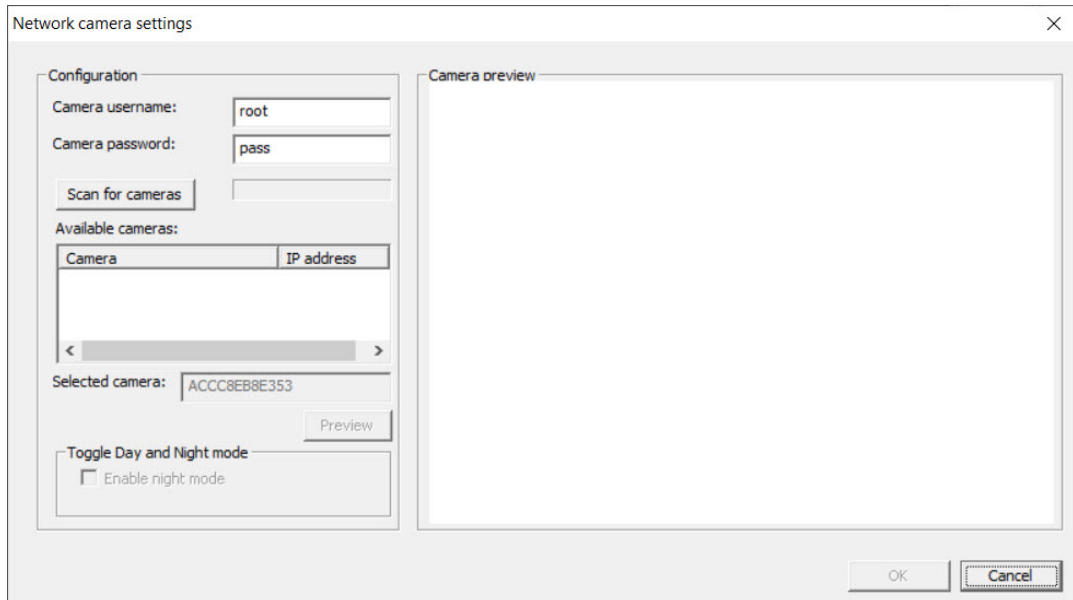 Network camera settings
Configuration
Camera username:
root
Camera password:
pass
Scan for cameras
Available cameras:
Camera
IP address
Selected camera:
ACCC8EB8E353
Preview
Toggle Day and Night mode
Enable night mode
Camera preview
OK
Cancel